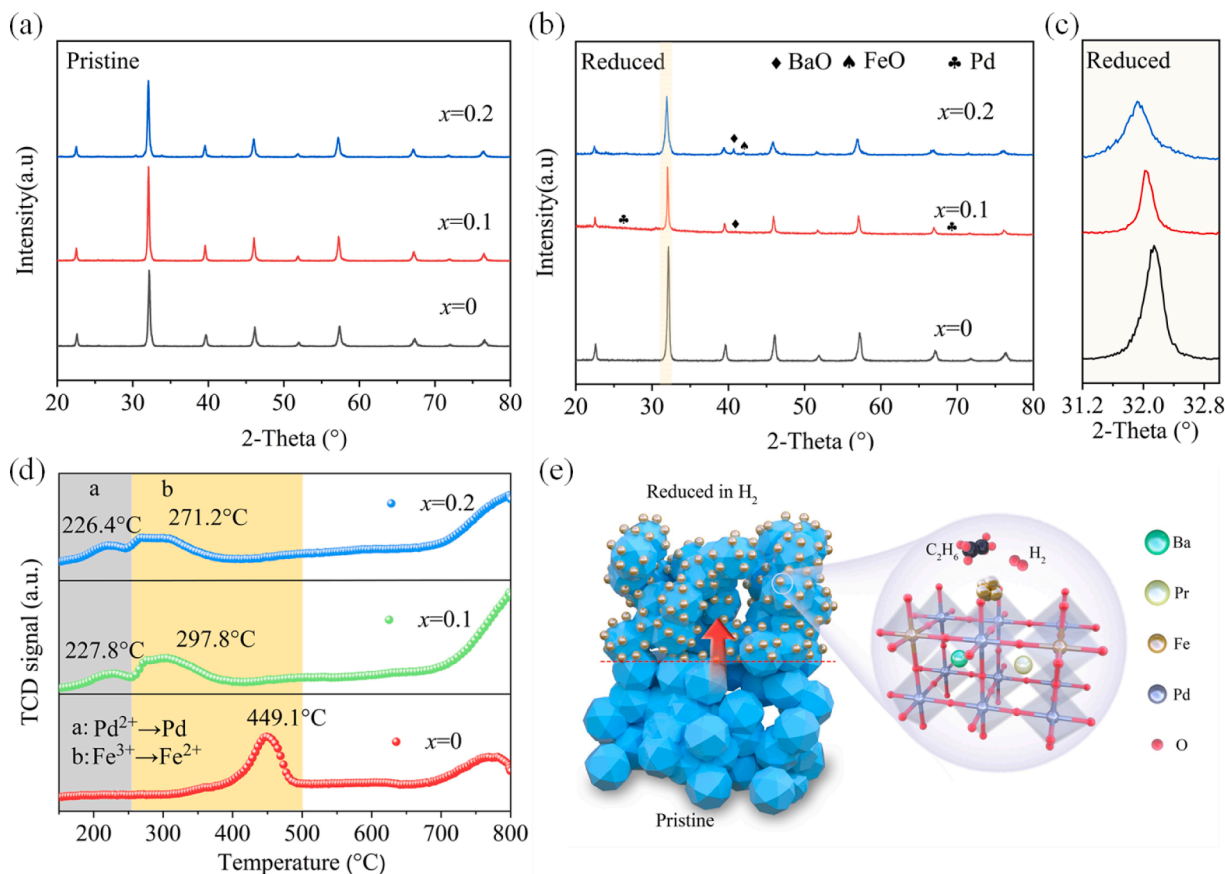 (a)
Pristine
x=0.2
x=0.1
x=0
Intensity(a.u)
20 30 40 50 60 70 80
2-Theta (°)
(b)
Reduced
♦ BaO ♠ FeO ♣ Pd
x=0.2
x=0.1
x=0
Intensity(a.u)
20 30 40 50 60 70 80
2-Theta (°)
(c)
Reduced
31.2 32.0 32.8
2-Theta (°)
(d)
a b
226.4°C 271.2°C
x=0.2
227.8°C 297.8°C
x=0.1
449.1°C
x=0
a: Pd²⁺→Pd
b: Fe³⁺→Fe²⁺
TCD signal (a.u.)
200 300 400 500 600 700 800
Temperature (°C)
(e)
Reduced in H₂
Pristine
C₂H₆
H₂
Ba
Pr
Fe
Pd
O